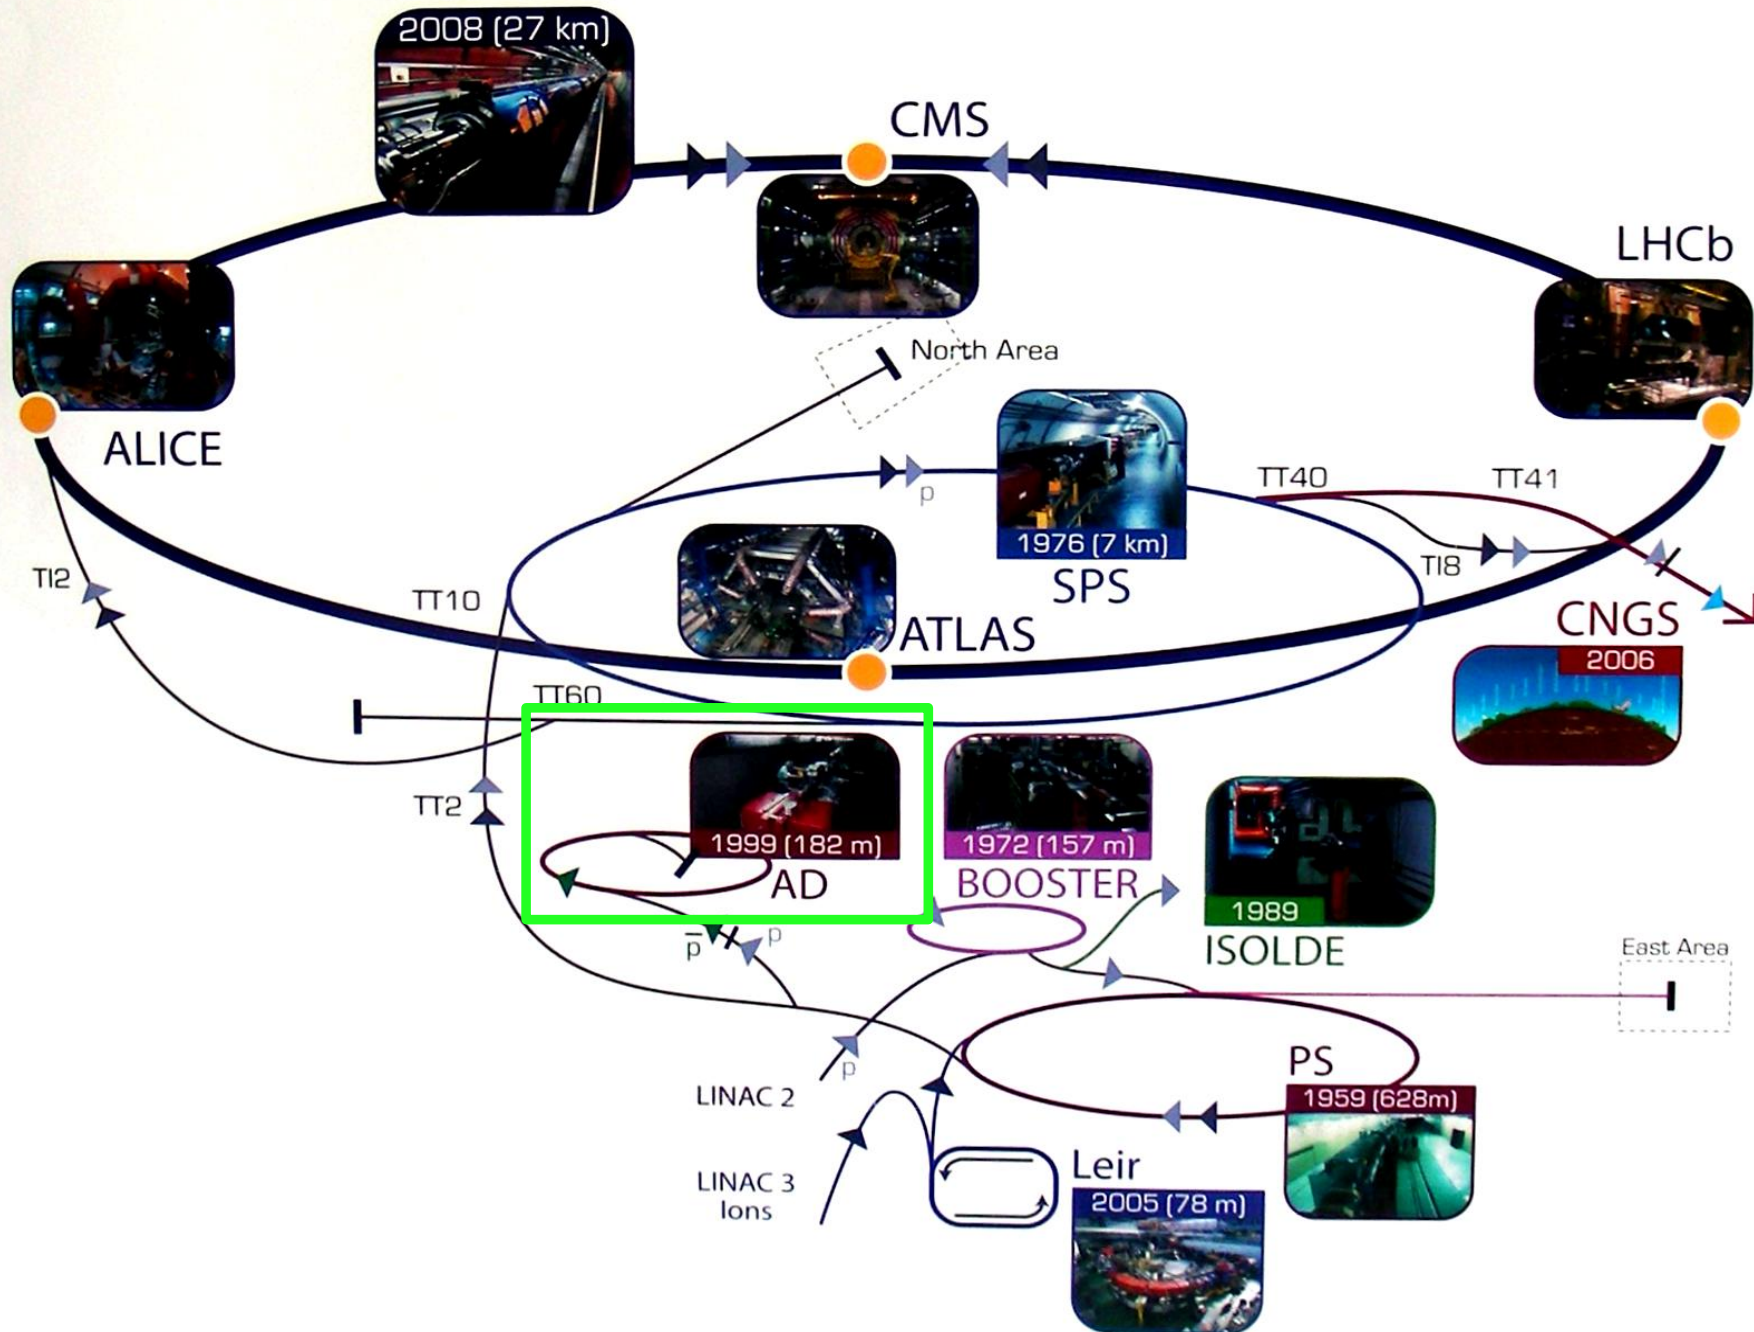 2008 (27 km)
CMS
LHCb
North Area
ALICE
p
TT40
TT41
1976 (7 km)
SPS
TI8
TI2
TT10
ATLAS
CNGS
2006
TT60
TT2
1999 (182 m)
AD
1972 (157 m)
BOOSTER
1989
ISOLDE
p̅
p
East Area
p
LINAC 2
PS
1959 (628m)
LINAC 3
Ions
Leir
2005 (78 m)